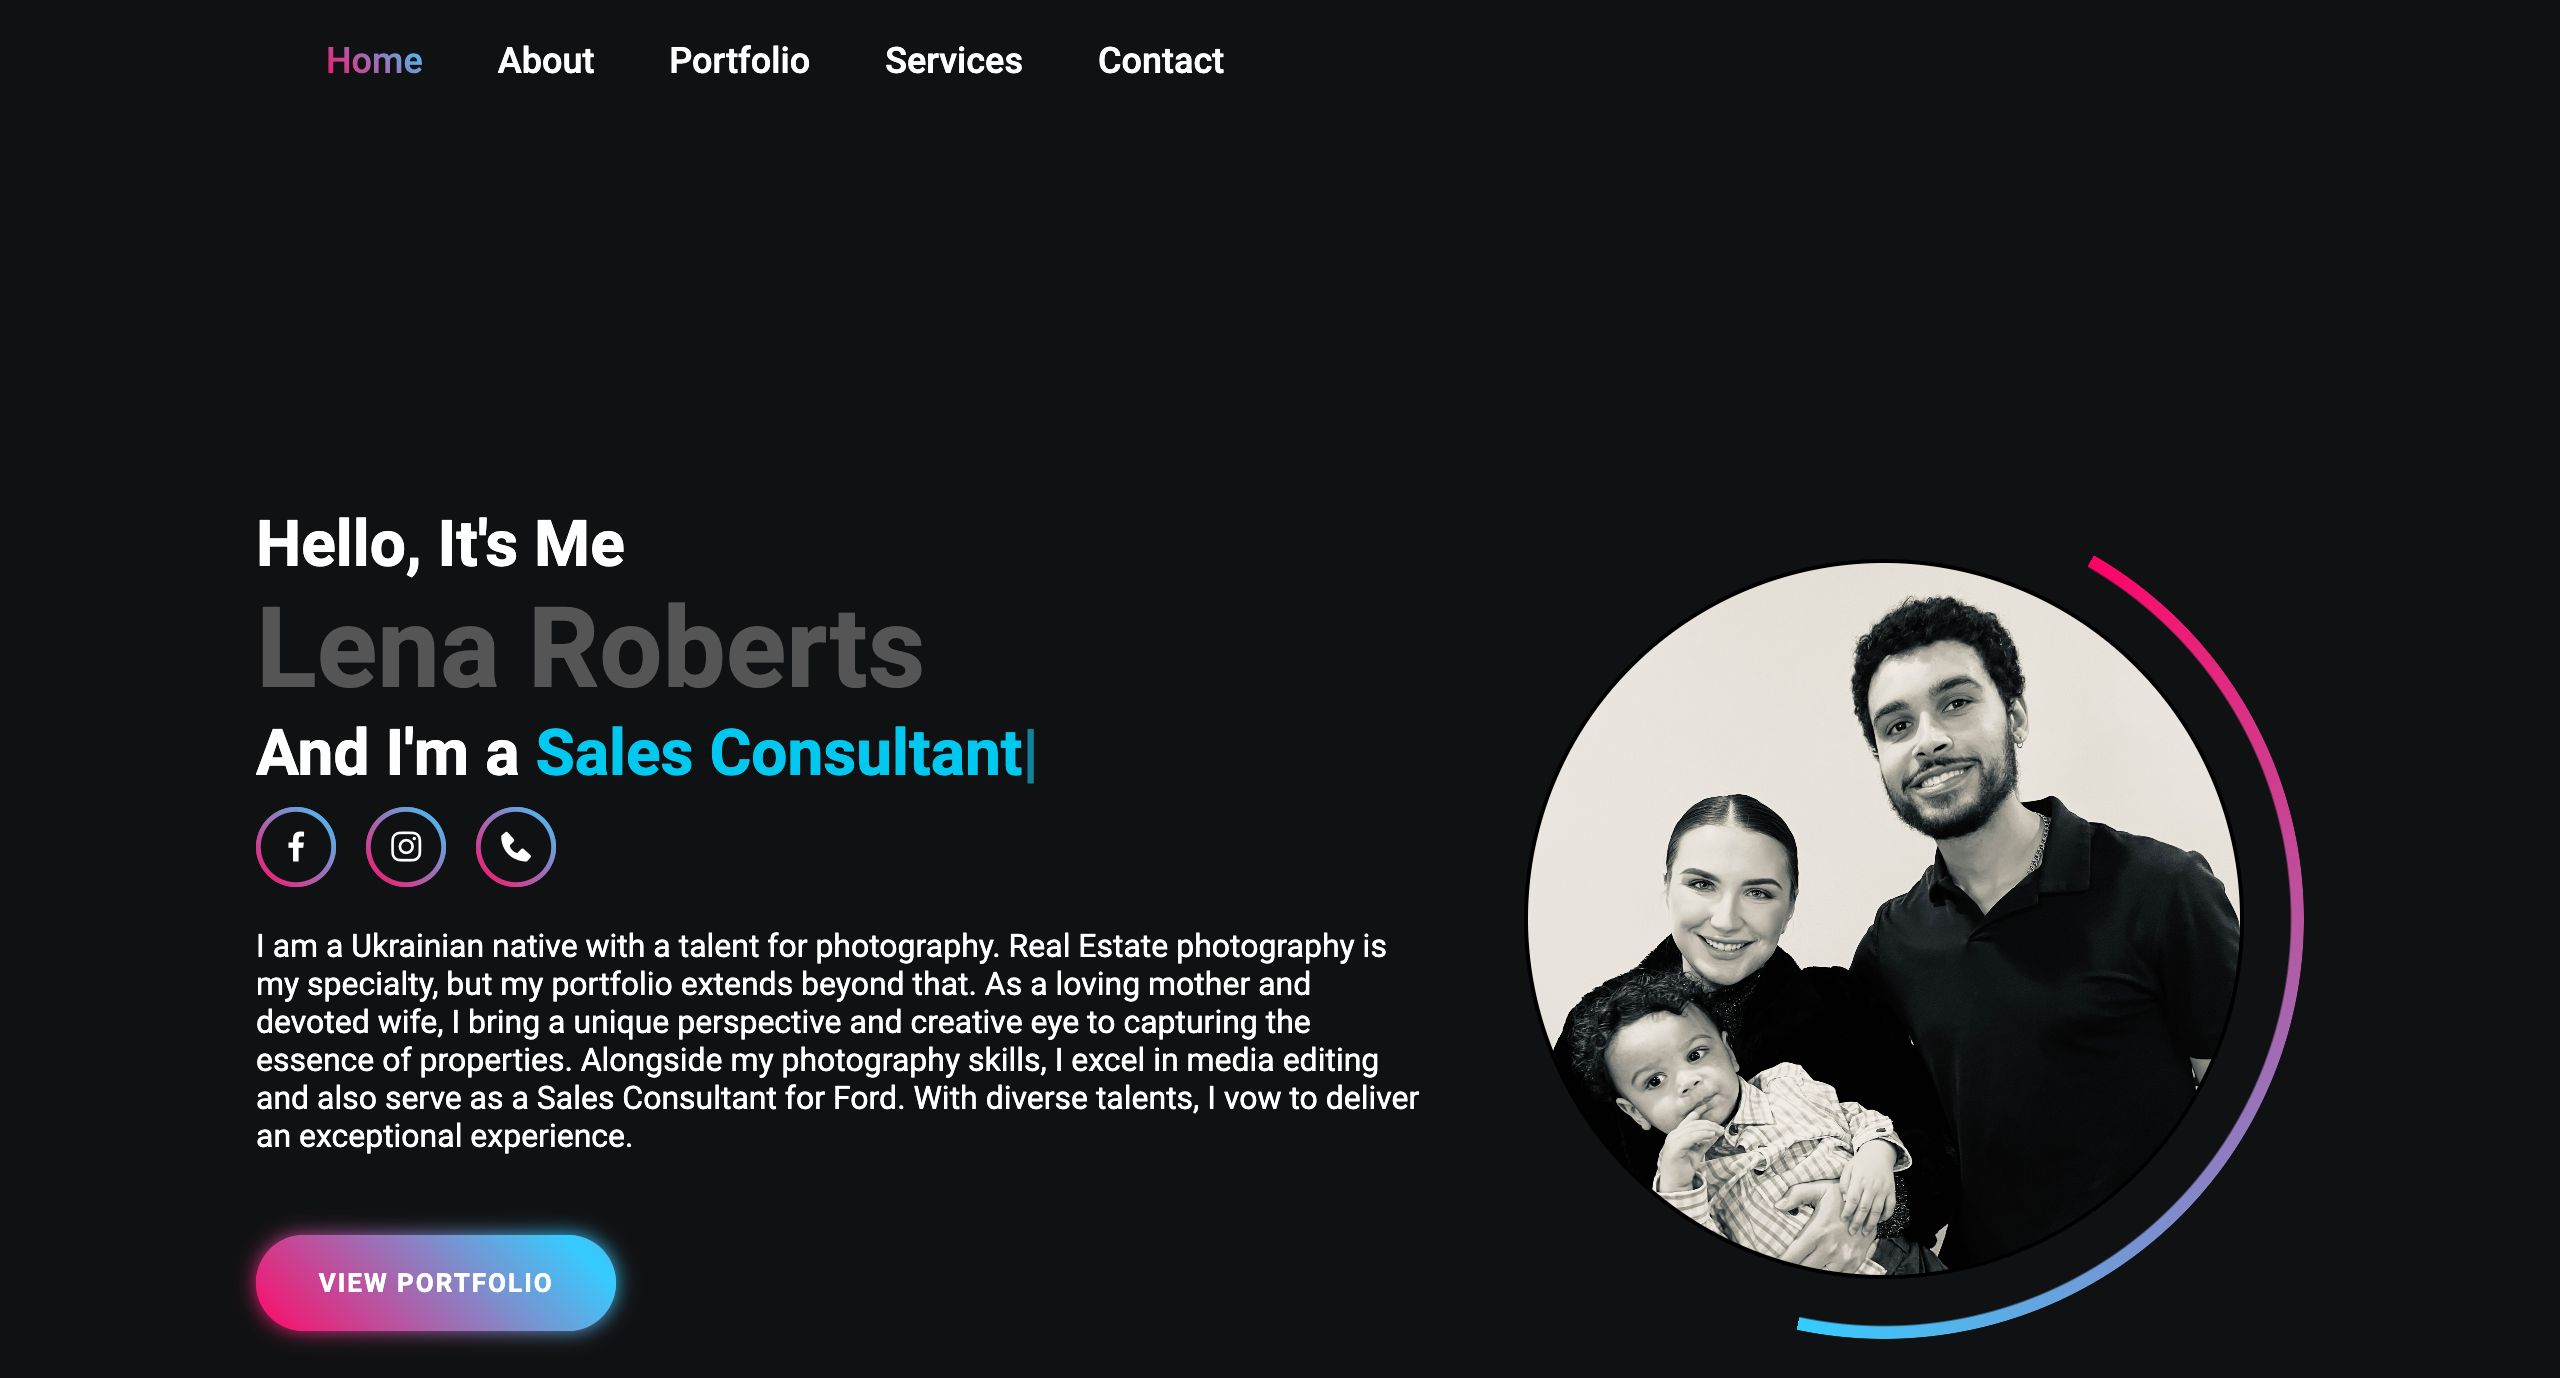 Home About Portfolio Services Contact
Hello, It's Me
Lena Roberts
And I'm a Sales Consultant|
I am a Ukrainian native with a talent for photography. Real Estate photography is
my specialty, but my portfolio extends beyond that. As a loving mother and
devoted wife, I bring a unique perspective and creative eye to capturing the
essence of properties. Alongside my photography skills, I excel in media editing
and also serve as a Sales Consultant for Ford. With diverse talents, I vow to deliver
an exceptional experience.
VIEW PORTFOLIO